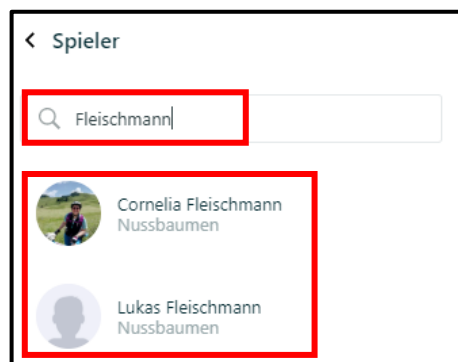 Spieler
Fleischmann
Cornelia Fleischmann
Nussbaumen
Lukas Fleischmann
Nussbaumen